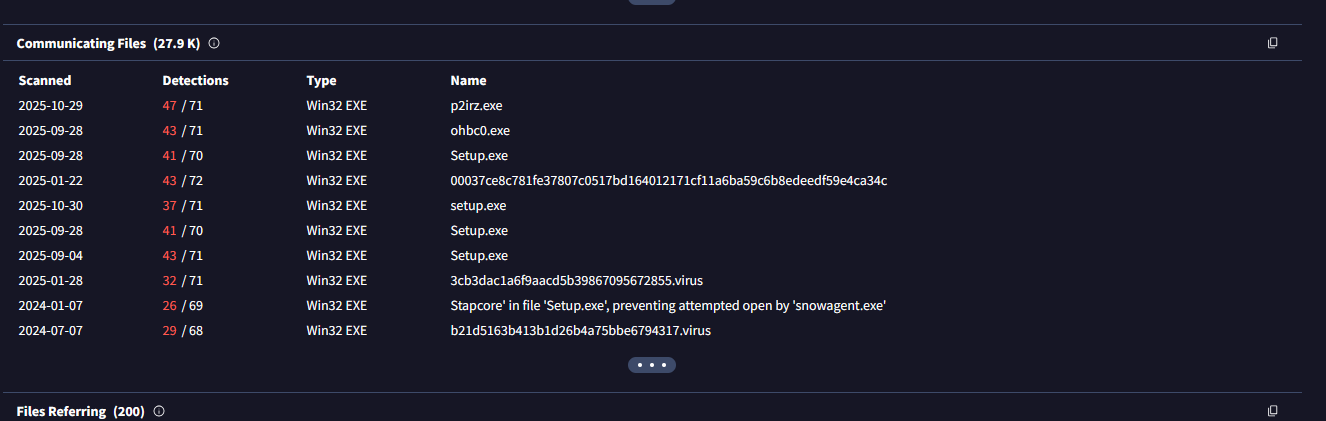 Communicating Files (27.9 K)
Scanned Detections Type Name
2025-10-29 47 / 71 Win32 EXE p2irz.exe
2025-09-28 43 / 71 Win32 EXE ohbc0.exe
2025-09-28 41 / 70 Win32 EXE Setup.exe
2025-01-22 43 / 72 Win32 EXE 00037ce8c781fe37807c0517bd164012171cf11a6ba59c6b8edeedf59e4ca34c
2025-10-30 37 / 71 Win32 EXE setup.exe
2025-09-28 41 / 70 Win32 EXE Setup.exe
2025-09-04 43 / 71 Win32 EXE Setup.exe
2025-01-28 32 / 71 Win32 EXE 3cb3dac1a6f9aacd5b39867095672855.virus
2024-01-07 26 / 69 Win32 EXE Stapcore' in file 'Setup.exe', preventing attempted open by 'snowagent.exe'
2024-07-07 29 / 68 Win32 EXE b21d5163b413b1d26b4a75bbe6794317.virus
Files Referring (200)